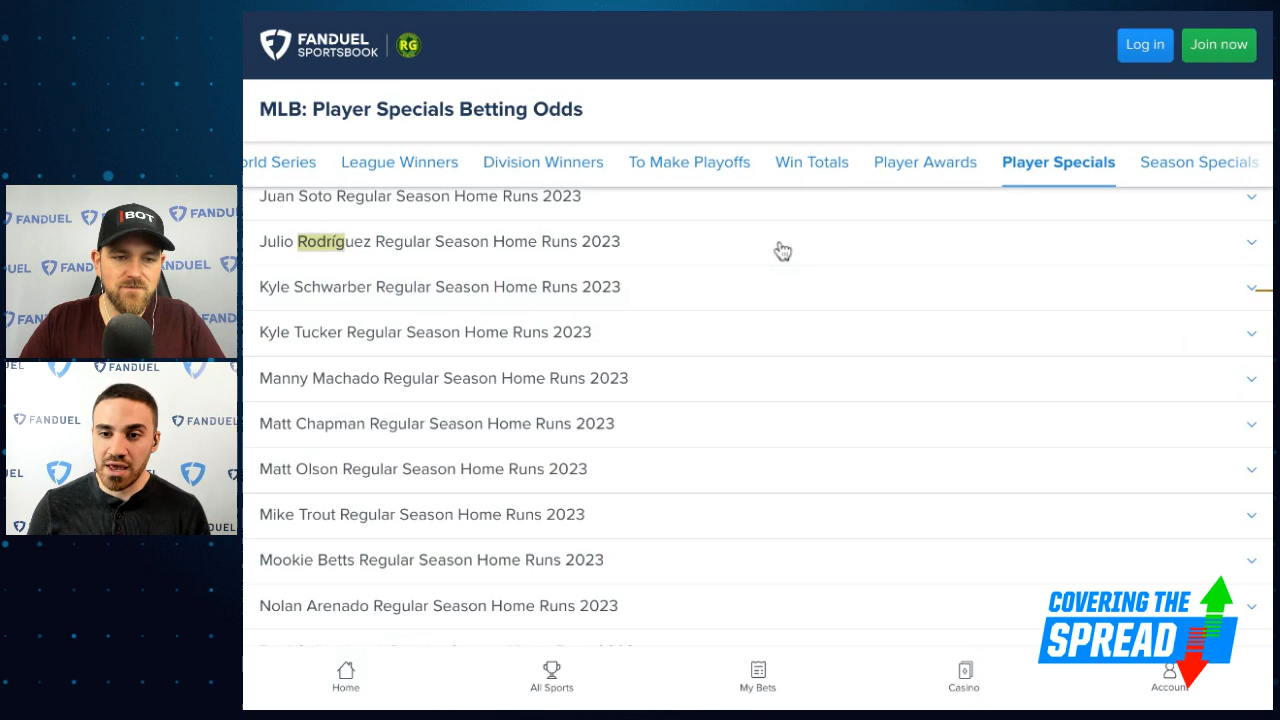 FANDUEL
SPORTSBOOK
RG
Log in
Join now
MLB: Player Specials Betting Odds
orld Series League Winners Division Winners To Make Playoffs Win Totals Player Awards Player Specials Season Specials
Juan Soto Regular Season Home Runs 2023
Julio Rodríguez Regular Season Home Runs 2023
Kyle Schwarber Regular Season Home Runs 2023
Kyle Tucker Regular Season Home Runs 2023
Manny Machado Regular Season Home Runs 2023
Matt Chapman Regular Season Home Runs 2023
Matt Olson Regular Season Home Runs 2023
Mike Trout Regular Season Home Runs 2023
Mookie Betts Regular Season Home Runs 2023
Nolan Arenado Regular Season Home Runs 2023
Home All Sports My Bets Casino Account
COVERING THE
SPREAD
BOT
FANDUEL
FANDUEL
FANDUEL
FANDUEL
FANDUEL